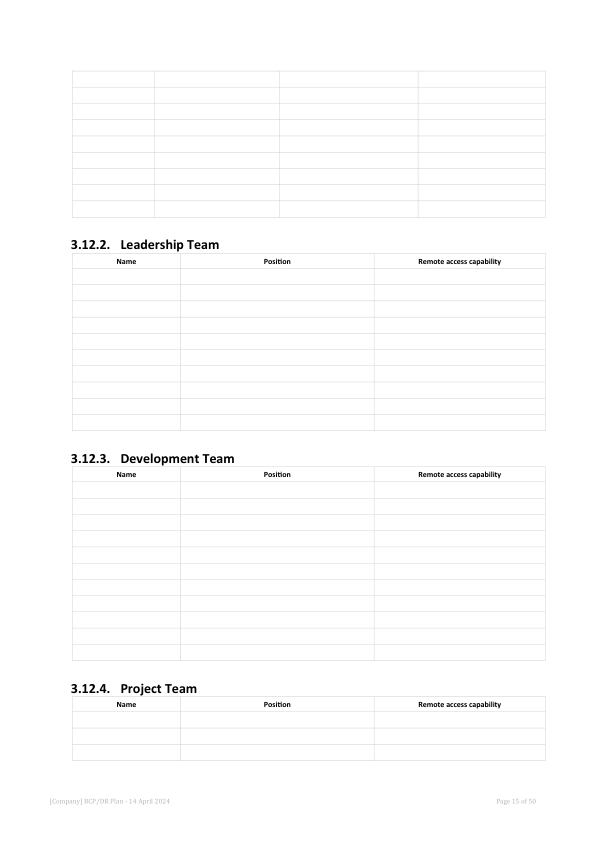 3.12.2. Leadership Team
Name Position Remote access capability
3.12.3. Development Team
Name Position Remote access capability
3.12.4. Project Team
Name Position Remote access capability
[Company] BCP/DR Plan - 14 April 2024 Page 15 of 50